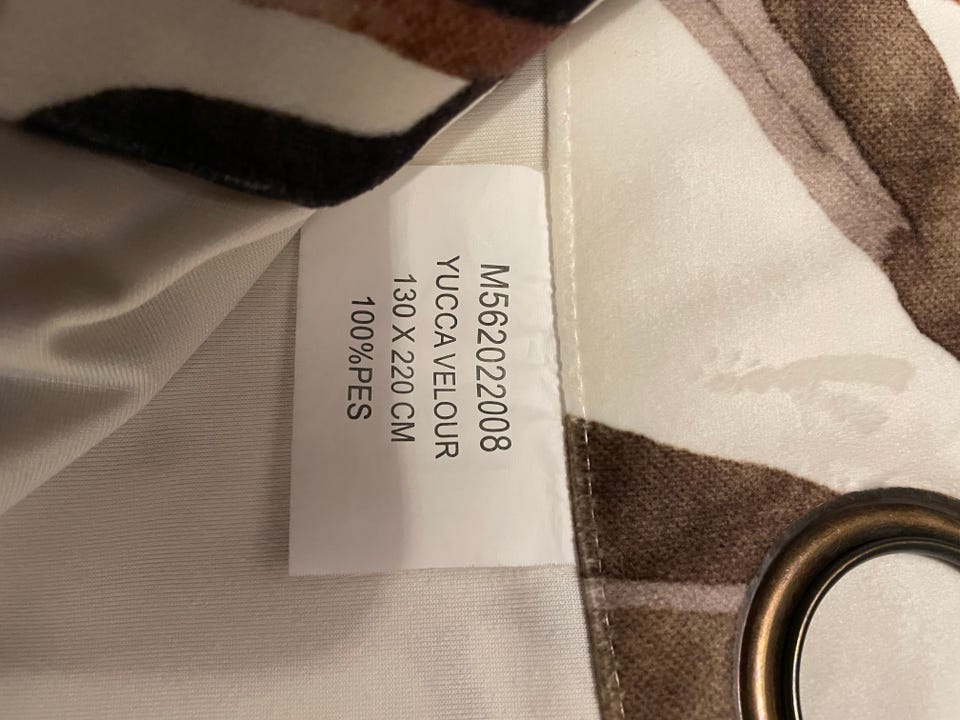 M562022008
YUCCA VELOUR
130 X 220 CM
100%PES